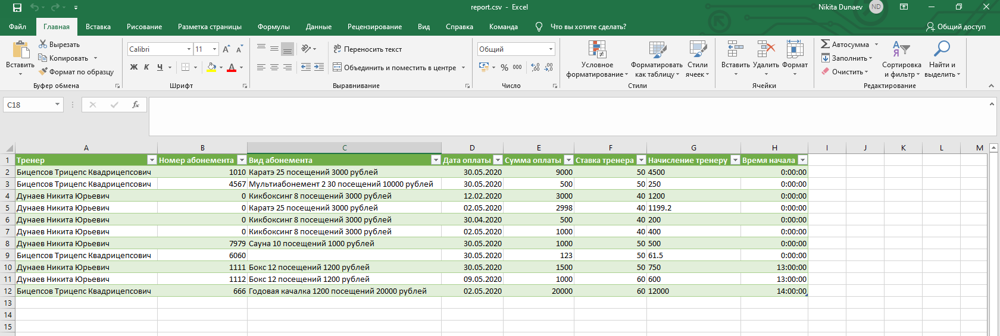 report.csv - Excel
Nikita Dunaev ND
Файл Главная Вставка Рисование Разметка страницы Формулы Данные Рецензирование Вид Справка Команда Что вы хотите сделать? Общий доступ
Вставить
Вырезать
Копировать
Формат по образцу
Буфер обмена
Calibri 11
Ж К Ч
Шрифт
Переносить текст
Объединить и поместить в центре
Выравнивание
Общий
% 000
Число
Условное форматирование
Форматировать как таблицу
Стили ячеек
Стили
Вставить Удалить Формат
Ячейки
Автосумма
Заполнить
Очистить
Сортировка и фильтр
Найти и выделить
Редактирование
C18 fx
A B C D E F G H I J K L M
1 Тренер Номер абонемента Вид абонемента Дата оплаты Сумма оплаты Ставка тренера Начисление тренеру Время начала
2 Бицепсов Трицепс Квадрицепсович 1010 Каратэ 25 посещений 3000 рублей 30.05.2020 9000 50 4500 0:00:00
3 Бицепсов Трицепс Квадрицепсович 4567 Мультиабонемент 2 30 посещений 10000 рублей 30.05.2020 500 50 250 0:00:00
4 Дунаев Никита Юрьевич 0 Кикбоксинг 8 посещений 3000 рублей 12.02.2020 3000 40 1200 0:00:00
5 Дунаев Никита Юрьевич 0 Каратэ 25 посещений 3000 рублей 02.05.2020 2998 40 1199.2 0:00:00
6 Дунаев Никита Юрьевич 0 Кикбоксинг 8 посещений 3000 рублей 30.04.2020 500 40 200 0:00:00
7 Дунаев Никита Юрьевич 0 Кикбоксинг 8 посещений 3000 рублей 02.05.2020 1000 40 400 0:00:00
8 Дунаев Никита Юрьевич 7979 Сауна 10 посещений 1000 рублей 30.05.2020 1000 50 500 0:00:00
9 Бицепсов Трицепс Квадрицепсович 6060 30.05.2020 123 50 61.5 0:00:00
10 Дунаев Никита Юрьевич 1111 Бокс 12 посещений 1200 рублей 30.05.2020 1500 50 750 13:00:00
11 Дунаев Никита Юрьевич 1112 Бокс 12 посещений 1200 рублей 09.05.2020 1000 60 600 13:00:00
12 Бицепсов Трицепс Квадрицепсович 666 Годовая качалка 1200 посещений 20000 рублей 02.05.2020 20000 60 12000 14:00:00
13
14
15